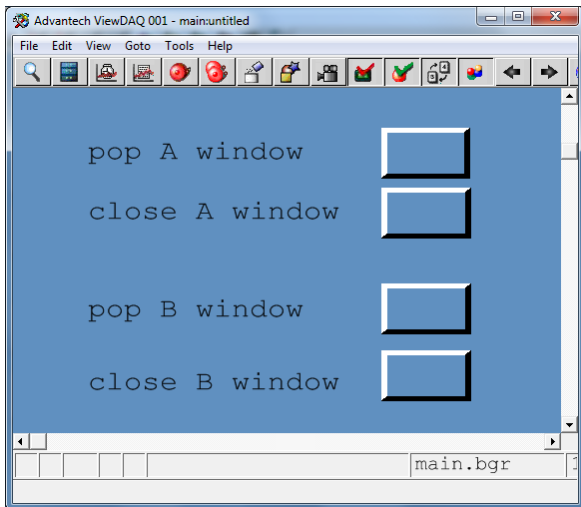 Advantech ViewDAQ 001 - main:untitled
File Edit View Goto Tools Help
pop A window
close A window
pop B window
close B window
main.bgr